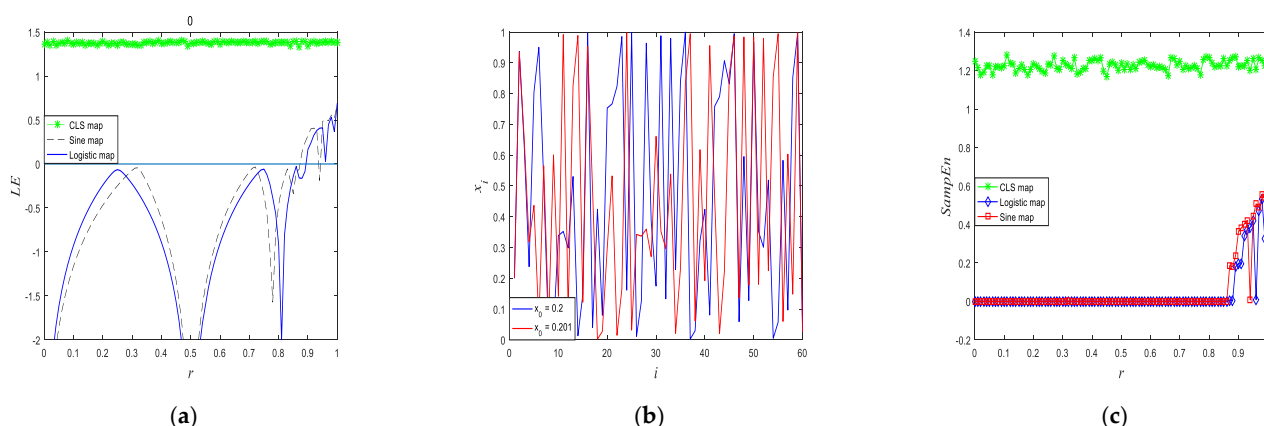 0
1.5
1
0.5
0
-0.5
-1
-1.5
-2
LE
CLS map
Sine map
Logistic map
0 0.1 0.2 0.3 0.4 0.5 0.6 0.7 0.8 0.9 1
r
(a)
1
0.9
0.8
0.7
0.6
0.5
0.4
0.3
0.2
0.1
0
x_i
x_0 = 0.2
x_0 = 0.201
0 10 20 30 40 50 60
i
(b)
1.4
1.2
1
0.8
0.6
0.4
0.2
0
-0.2
SampEn
CLS map
Logistic map
Sine map
0 0.1 0.2 0.3 0.4 0.5 0.6 0.7 0.8 0.9
r
(c)